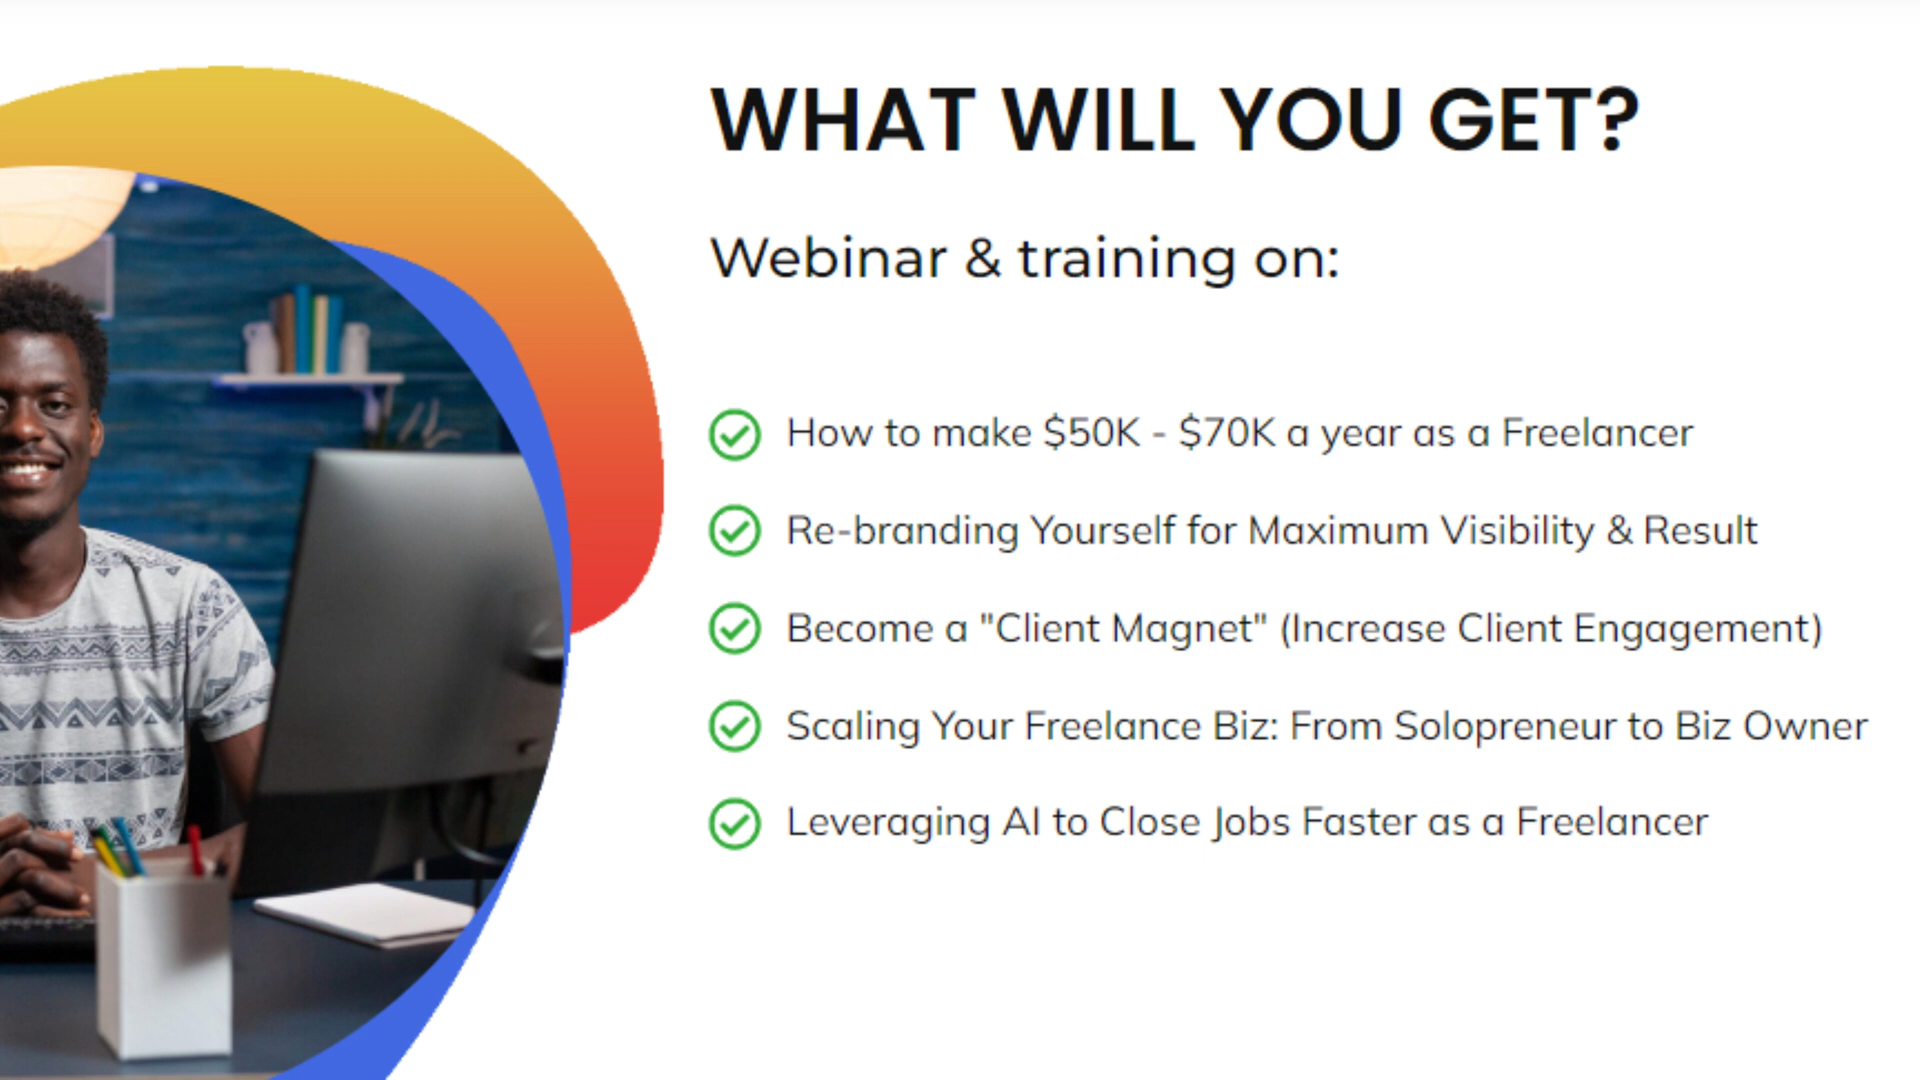 WHAT WILL YOU GET?
Webinar & training on:
How to make $50K - $70K a year as a Freelancer
Re-branding Yourself for Maximum Visibility & Result
Become a "Client Magnet" (Increase Client Engagement)
Scaling Your Freelance Biz: From Solopreneur to Biz Owner
Leveraging AI to Close Jobs Faster as a Freelancer